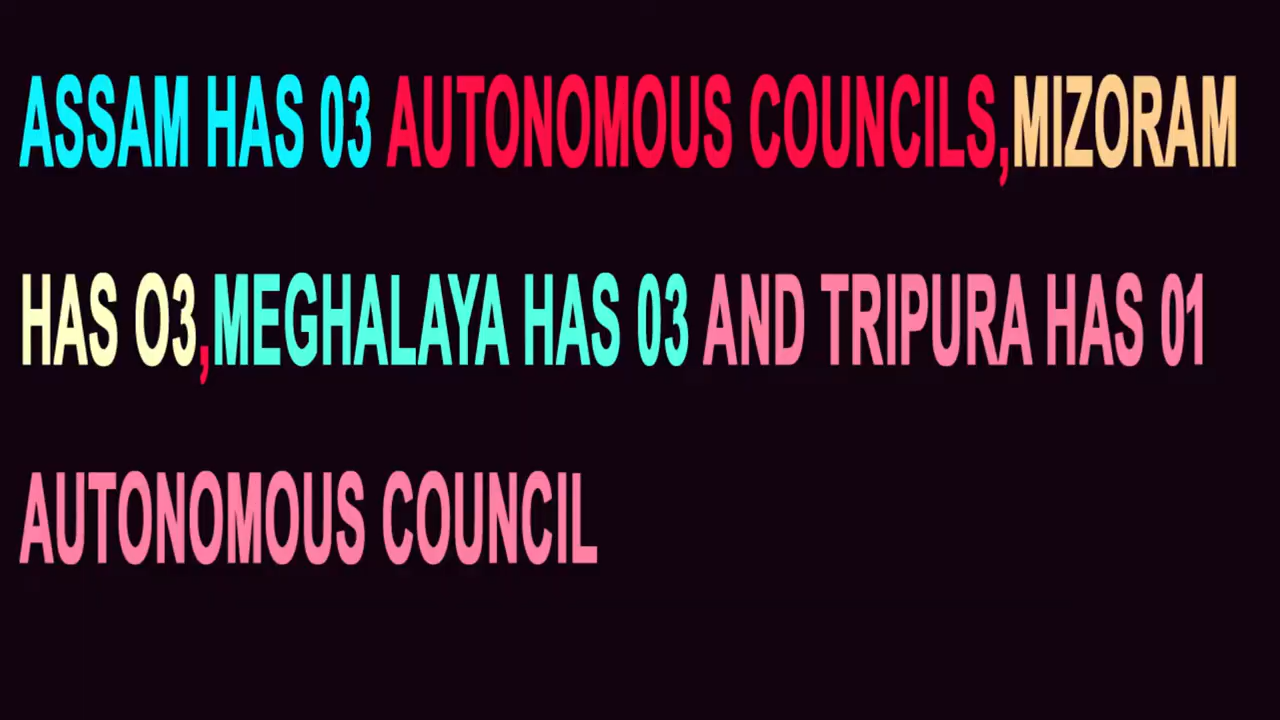 ASSAM HAS 03 AUTONOMOUS COUNCILS,MIZORAM
HAS O3,MEGHALAYA HAS 03 AND TRIPURA HAS 01
AUTONOMOUS COUNCIL